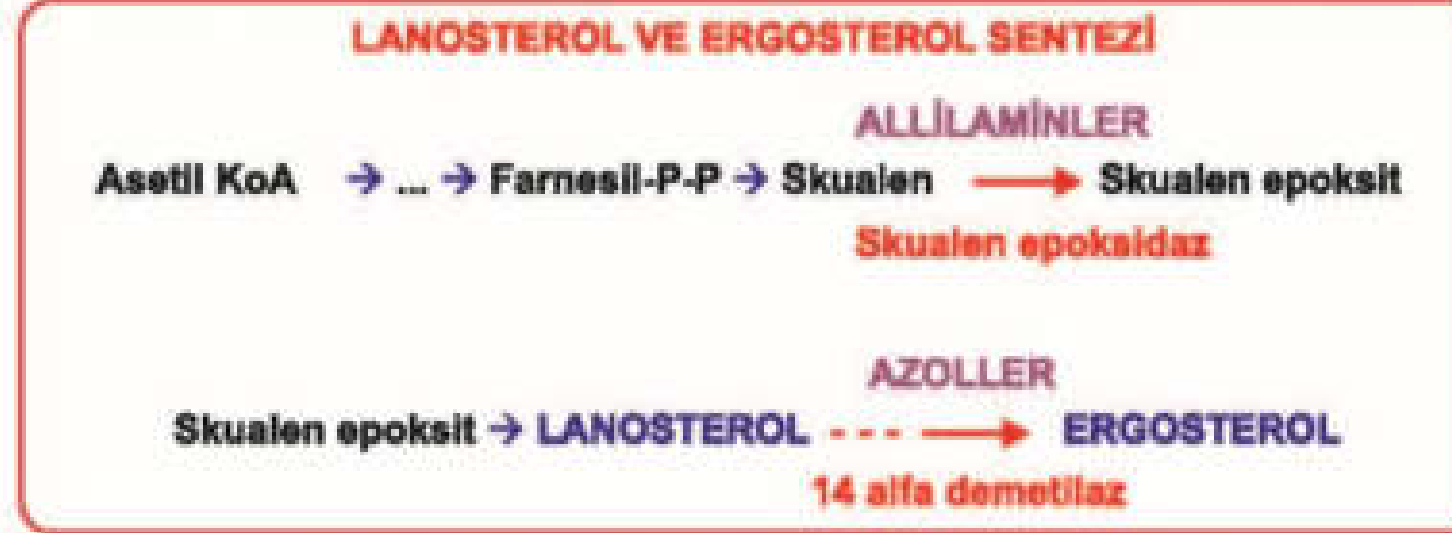 LANOSTEROL VE ERGOSTEROL SENTEZİ
ALLİLAMİNLER
Asetil KoA → ... → Farnesil-P-P → Skualen → Skualen epoksit
Skualen epoksidaz
AZOLLER
Skualen epoksit → LANOSTEROL --- → ERGOSTEROL
14 alfa demetilaz